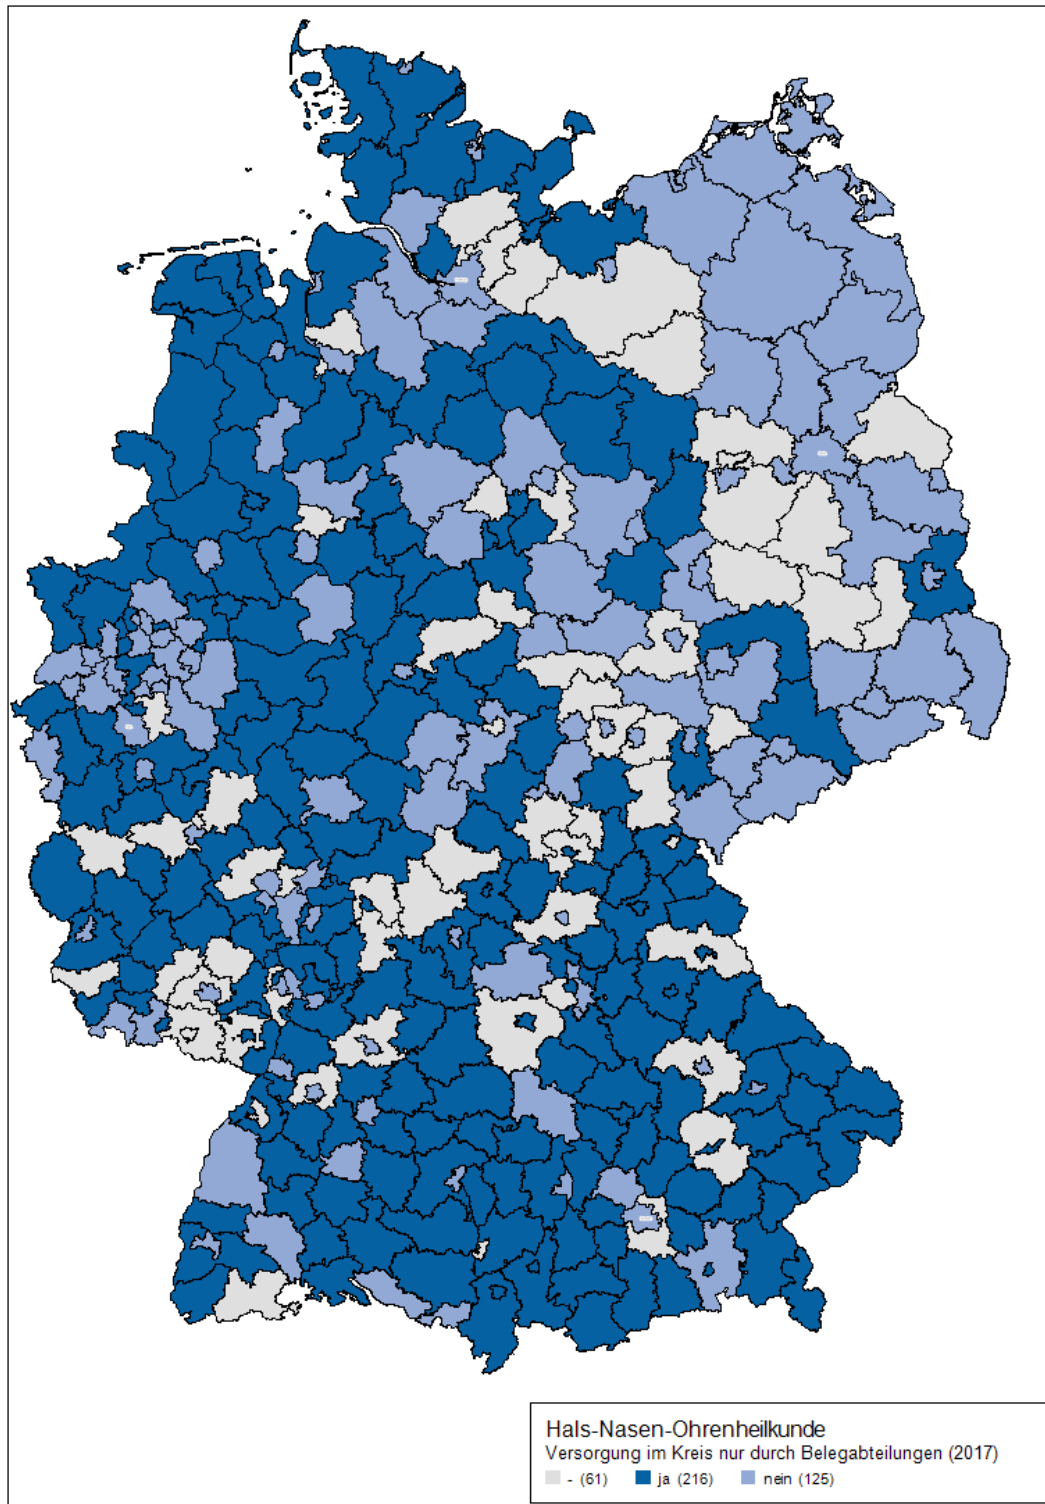 Hals-Nasen-Ohrenheilkunde
Versorgung im Kreis nur durch Belegabteilungen (2017)
- (61) ja (216) nein (125)